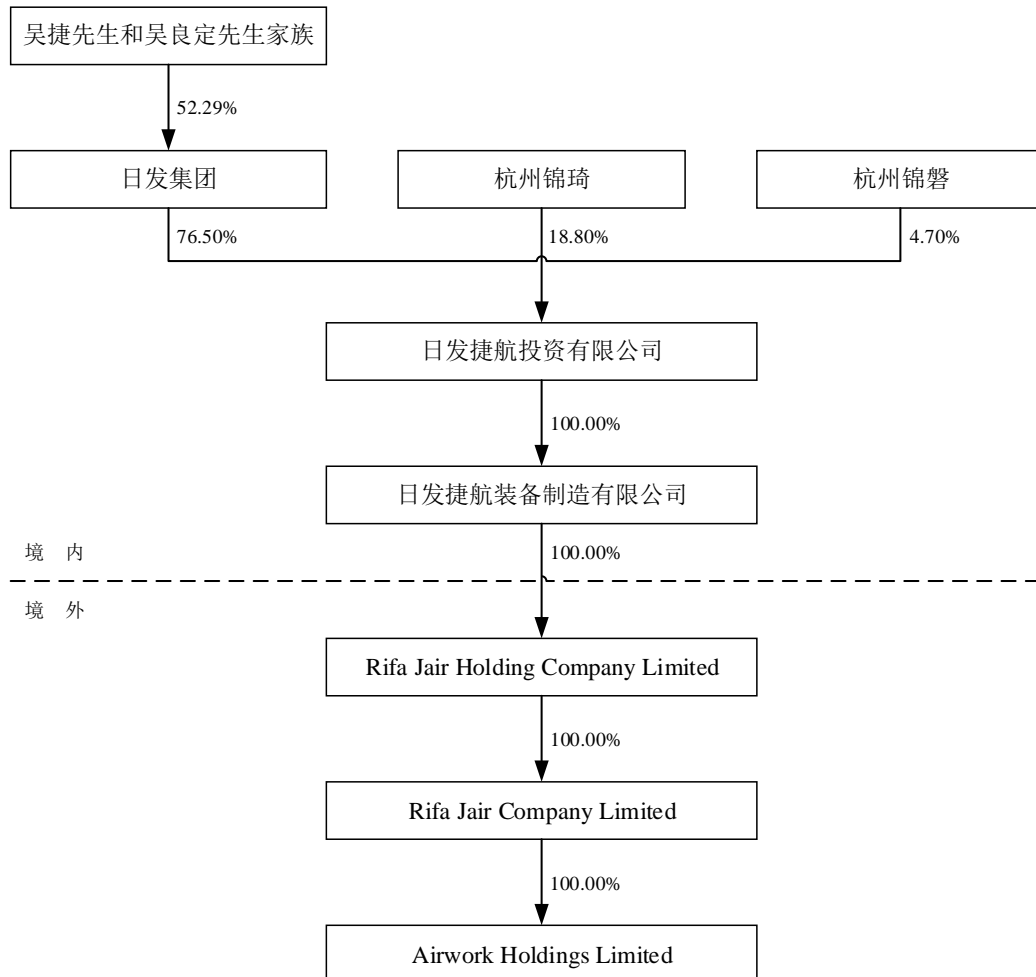 吴捷先生和吴良定先生家族
52.29%
日发集团
杭州锦琦
杭州锦磐
76.50%
18.80%
4.70%
日发捷航投资有限公司
100.00%
日发捷航装备制造有限公司
境 内
100.00%
境 外
Rifa Jair Holding Company Limited
100.00%
Rifa Jair Company Limited
100.00%
Airwork Holdings Limited